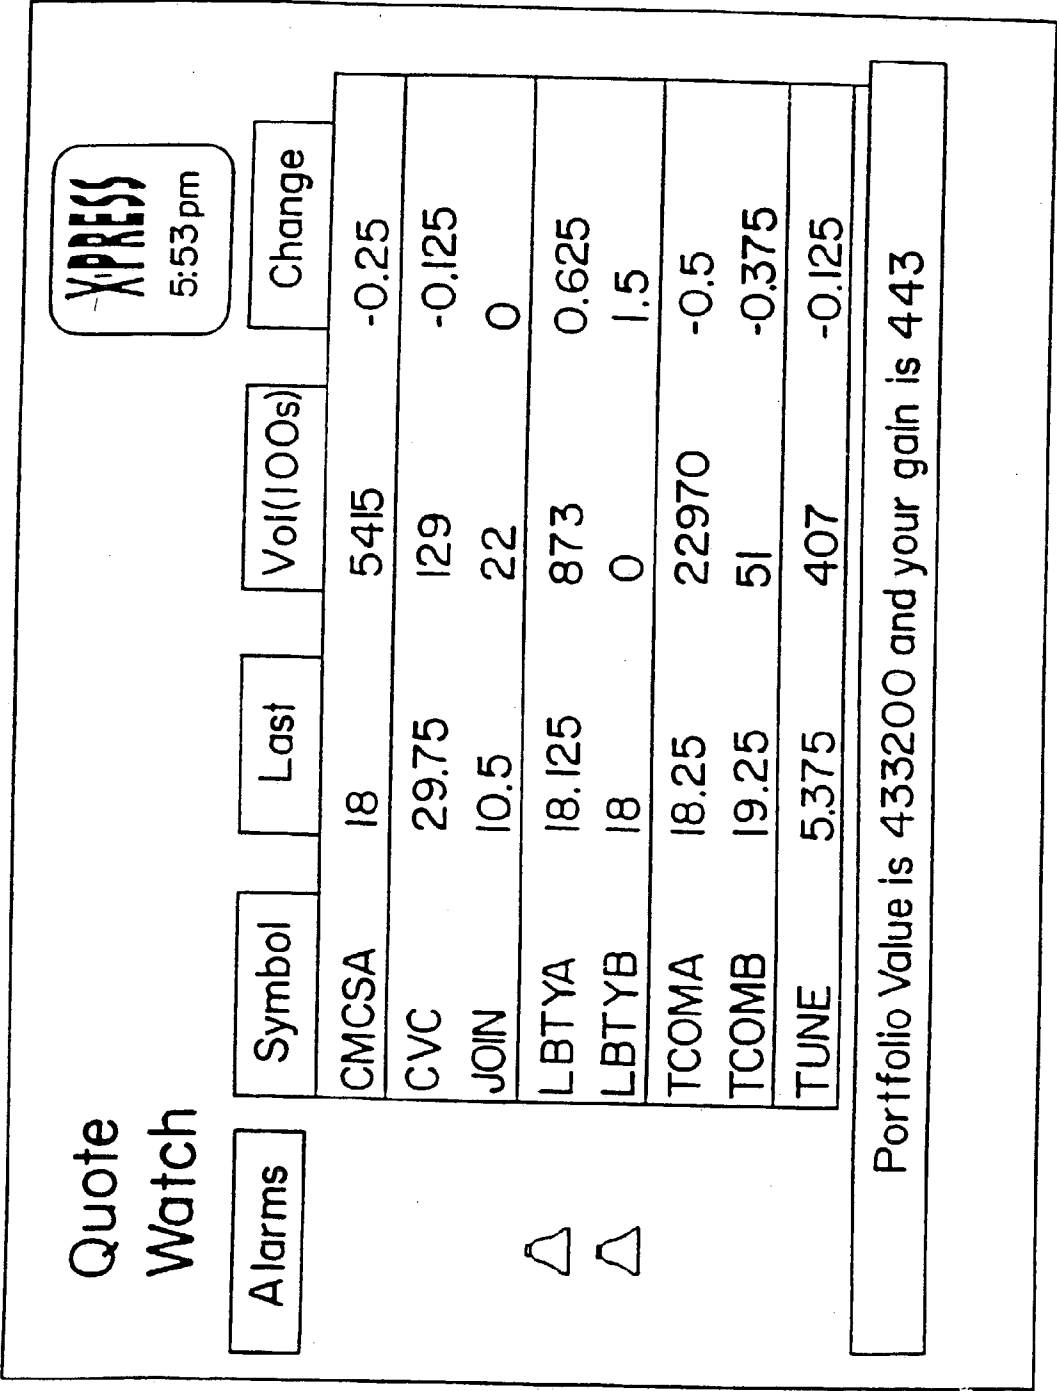 Quote
Watch
X·PRESS
5:53pm
Alarms Symbol Last Vol(100s) Change
CMCSA 18 5415 -0.25
CVC 29.75 129 -0.125
JOIN 10.5 22 0
LBTYA 18.125 873 0.625
LBTYB 18 0 1.5
TCOMA 18.25 22970 -0.5
TCOMB 19.25 51 -0.375
TUNE 5.375 407 -0.125
Portfolio Value is 433200 and your gain is 443